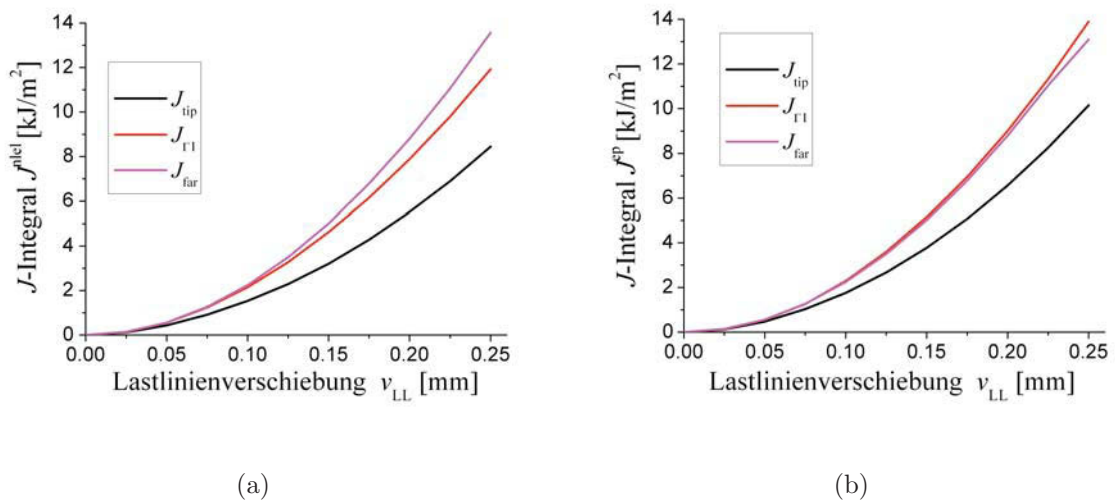 J-Integral J^nlel [kJ/m²]
14
12
10
8
6
4
2
0
J_tip
J_Γ1
J_far
0.00 0.05 0.10 0.15 0.20 0.25
Lastlinienverschiebung v_LL [mm]
(a)
J-Integral J^ep [kJ/m²]
14
12
10
8
6
4
2
0
J_tip
J_Γ1
J_far
0.00 0.05 0.10 0.15 0.20 0.25
Lastlinienverschiebung v_LL [mm]
(b)